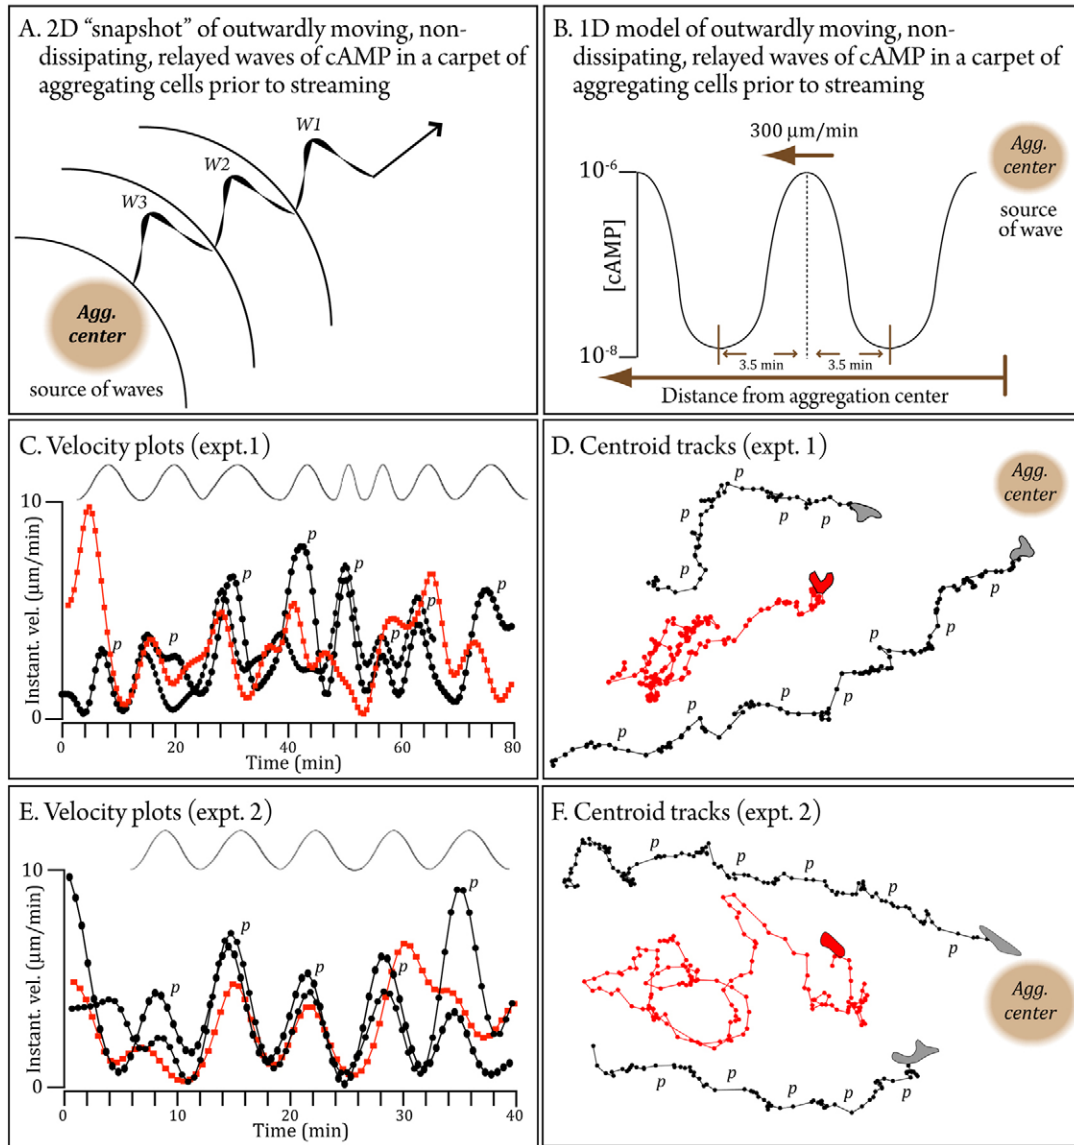 A. 2D “snapshot” of outwardly moving, non-
dissipating, relayed waves of cAMP in a carpet of
aggregating cells prior to streaming
W1
W2
W3
Agg.
center
source of waves
B. 1D model of outwardly moving, non-
dissipating, relayed waves of cAMP in a carpet of
aggregating cells prior to streaming
300 μm/min
Agg.
center
source
of wave
10-6
[cAMP]
10-8
3.5 min
3.5 min
Distance from aggregation center
C. Velocity plots (expt.1)
10
Instant. vel. (μm/min)
0
p
p
p
p
p
p
p
p
0
20
40
60
80
Time (min)
D. Centroid tracks (expt. 1)
Agg.
center
p
p
p
p
p
p
p
p
p
p
p
E. Velocity plots (expt. 2)
10
Instant. vel. (μm/min)
0
p
p
p
p
p
0
10
20
30
40
Time (min)
F. Centroid tracks (expt. 2)
Agg.
center
p
p
p
p
p
p
p
p
p
p